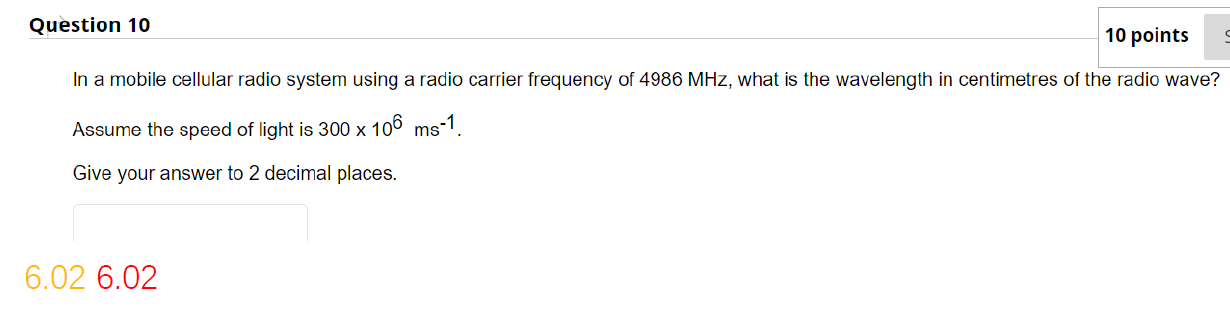 Question 10
10 points
In a mobile cellular radio system using a radio carrier frequency of 4986 MHz, what is the wavelength in centimetres of the radio wave?
Assume the speed of light is 300 x 10⁶ ms⁻¹.
Give your answer to 2 decimal places.
6.02 6.02